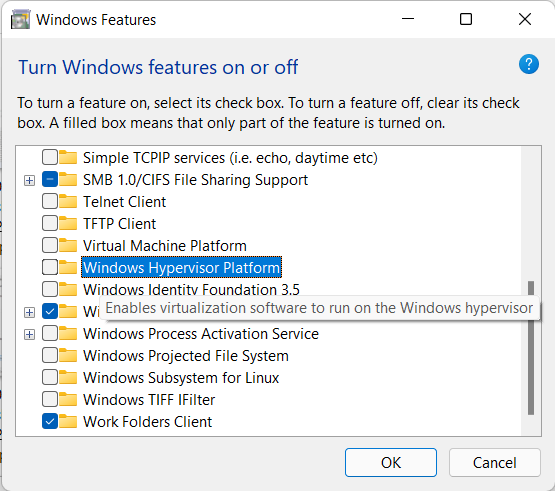 Windows Features
Turn Windows features on or off
?
To turn a feature on, select its check box. To turn a feature off, clear its check
box. A filled box means that only part of the feature is turned on.
Simple TCPIP services (i.e. echo, daytime etc)
SMB 1.0/CIFS File Sharing Support
Telnet Client
TFTP Client
Virtual Machine Platform
Windows Hypervisor Platform
Windows Identity Foundation 3.5
Enables virtualization software to run on the Windows hypervisor
Windows Process Activation Service
Windows Projected File System
Windows Subsystem for Linux
Windows TIFF IFilter
Work Folders Client
OK
Cancel